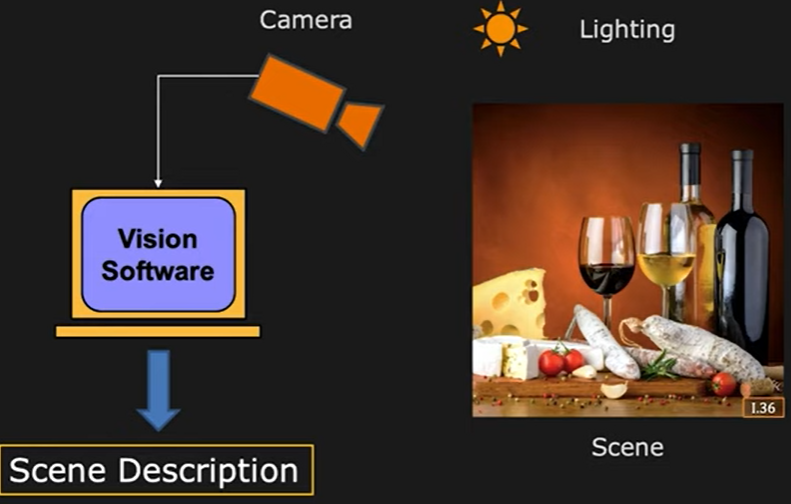 Camera
Lighting
Vision
Software
I.36
Scene
Scene Description